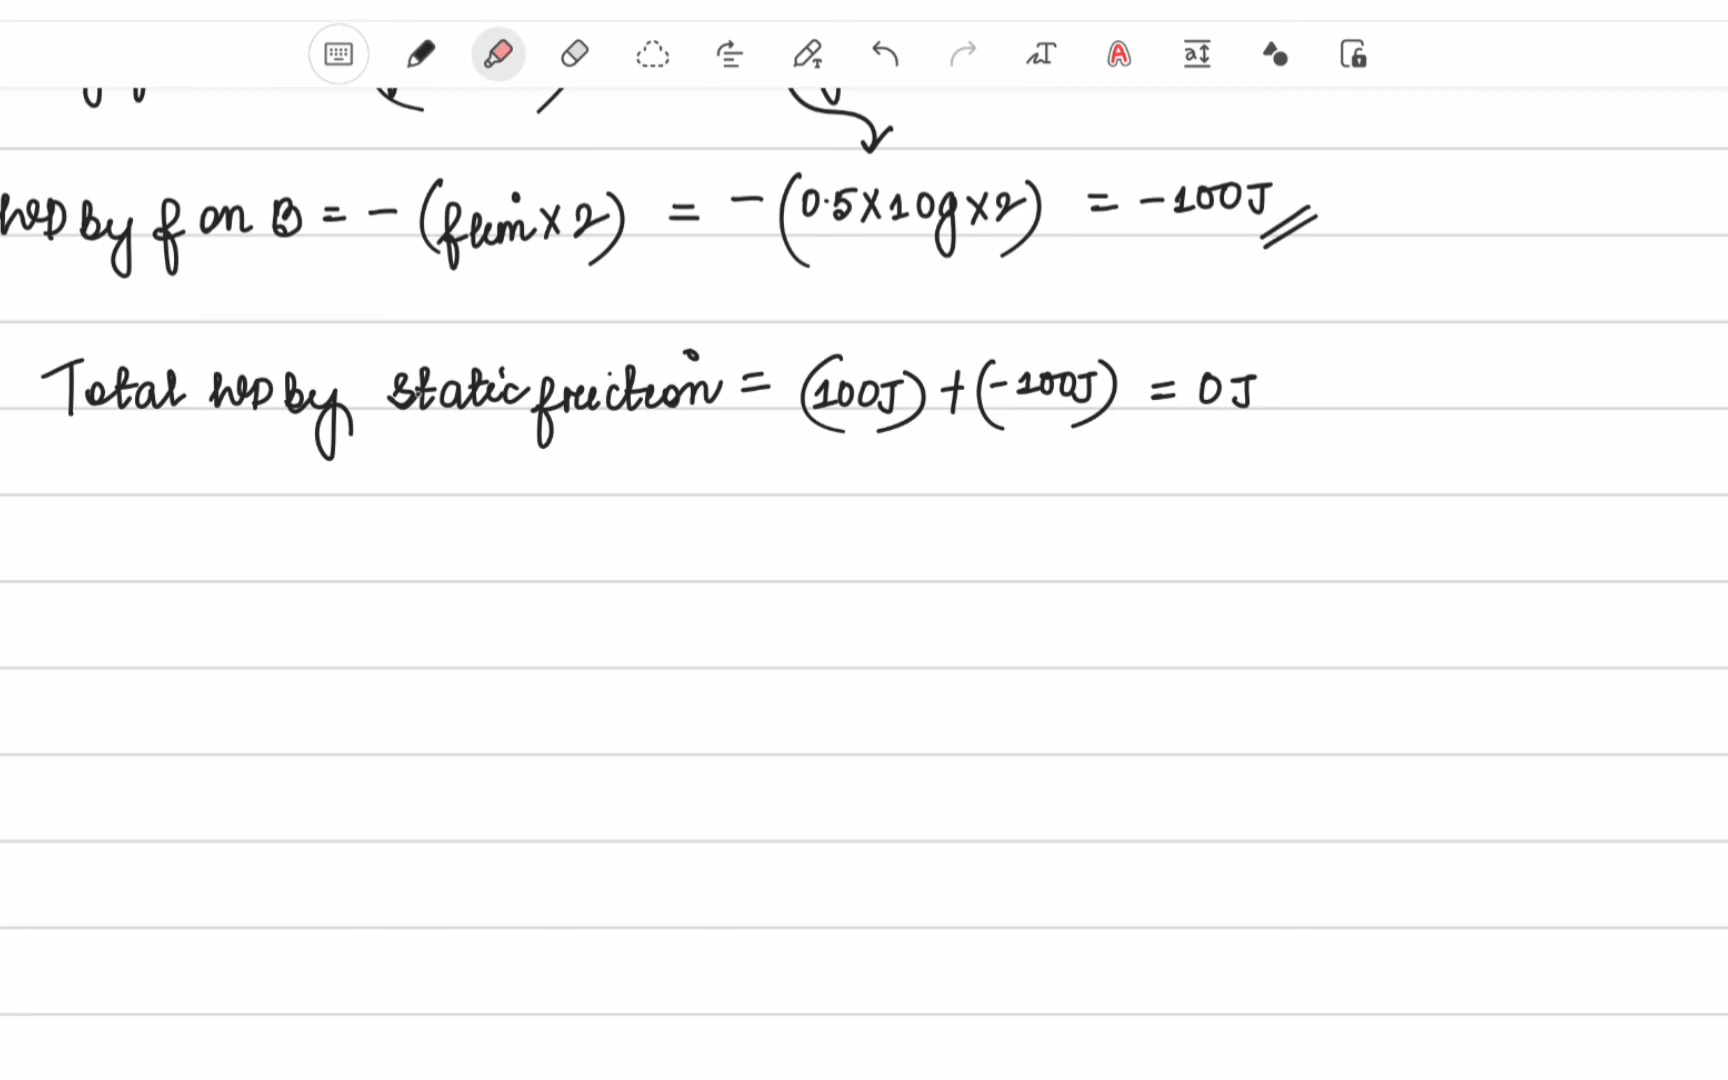 WD by f on B = - (flim x 2) = - (0.5 x 10g x 2) = - 100J
Total WD by static friction = (100J) + (-100J) = 0J